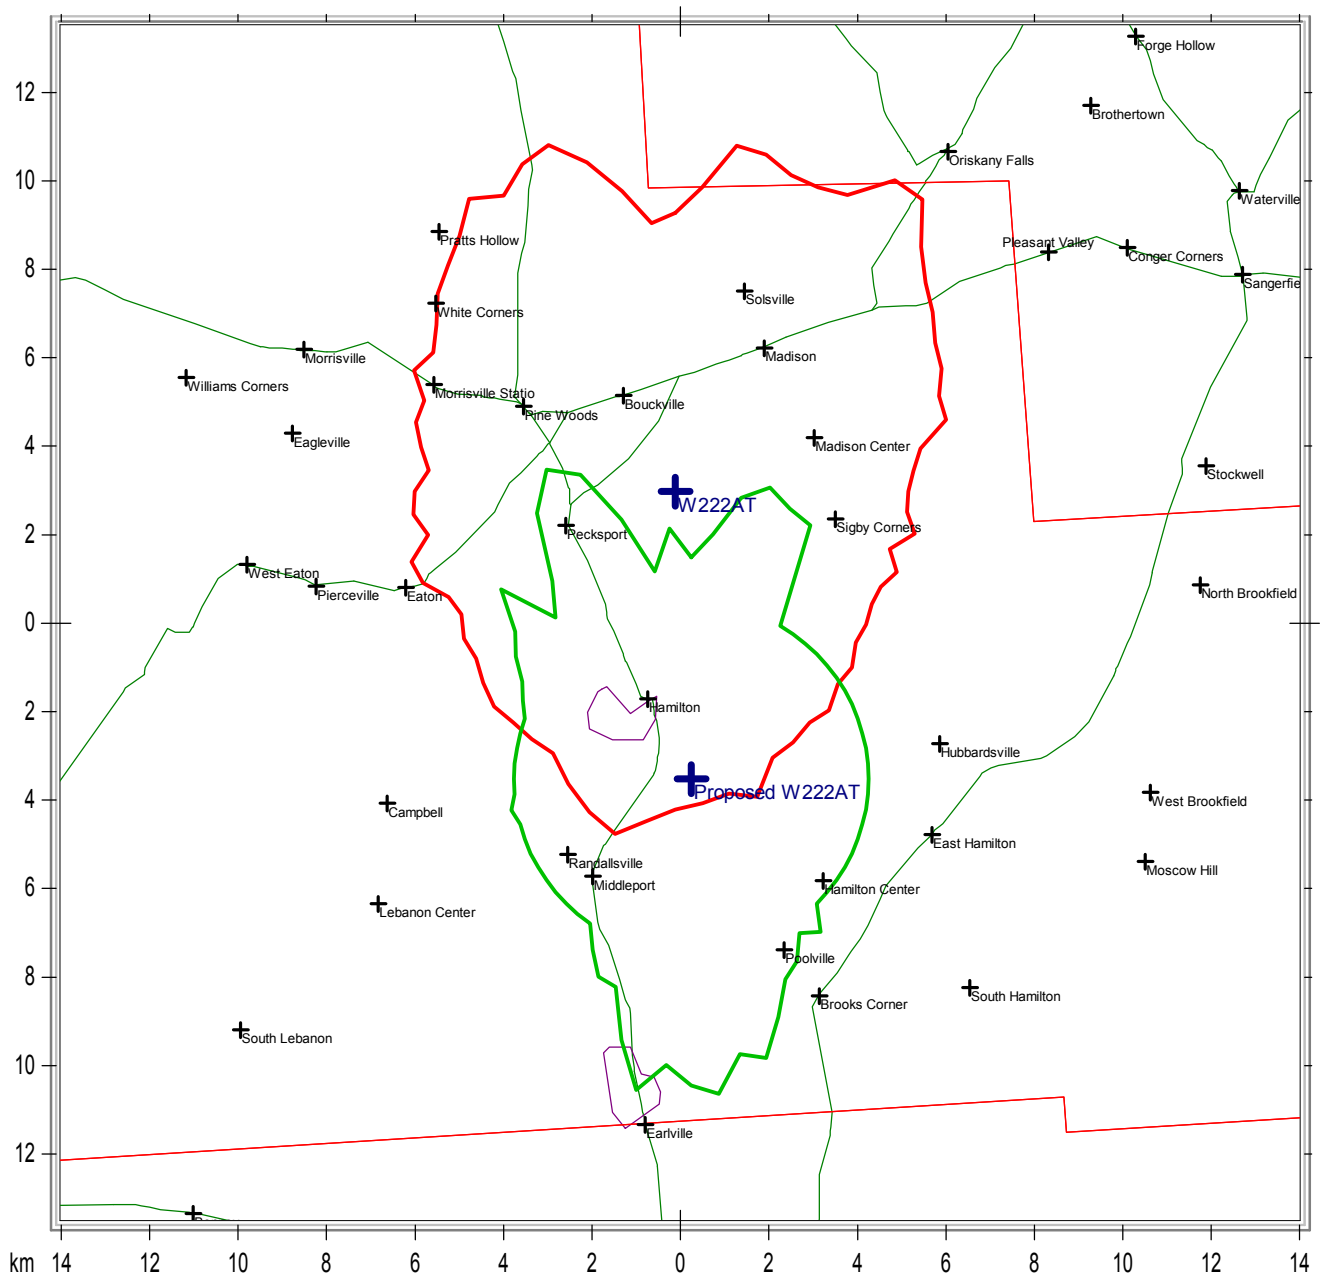 Forge Hollow
12
Brothertown
Oriskany Falls
10
Waterville
Pratts Hollow
Pleasant Valley
Conger Corners
8
Sangerfie
Solsville
White Corners
6
Morrisville
Madison
Williams Corners
Morrisville Statio
Pine Woods
Bouckville
4
Eagleville
Madison Center
Stockwell
W222AT
2
Pecksport
Sigby Corners
West Eaton
Pierceville
Eaton
North Brookfield
0
Hamilton
2
Hubbardsville
Proposed W222AT
West Brookfield
4
Campbell
East Hamilton
Randallsville
Moscow Hill
Middleport
Hamilton Center
6
Lebanon Center
Poolville
8
South Hamilton
Brooks Corner
South Lebanon
10
Earlville
12
km 14 12 10 8 6 4 2 0 2 4 6 8 10 12 14